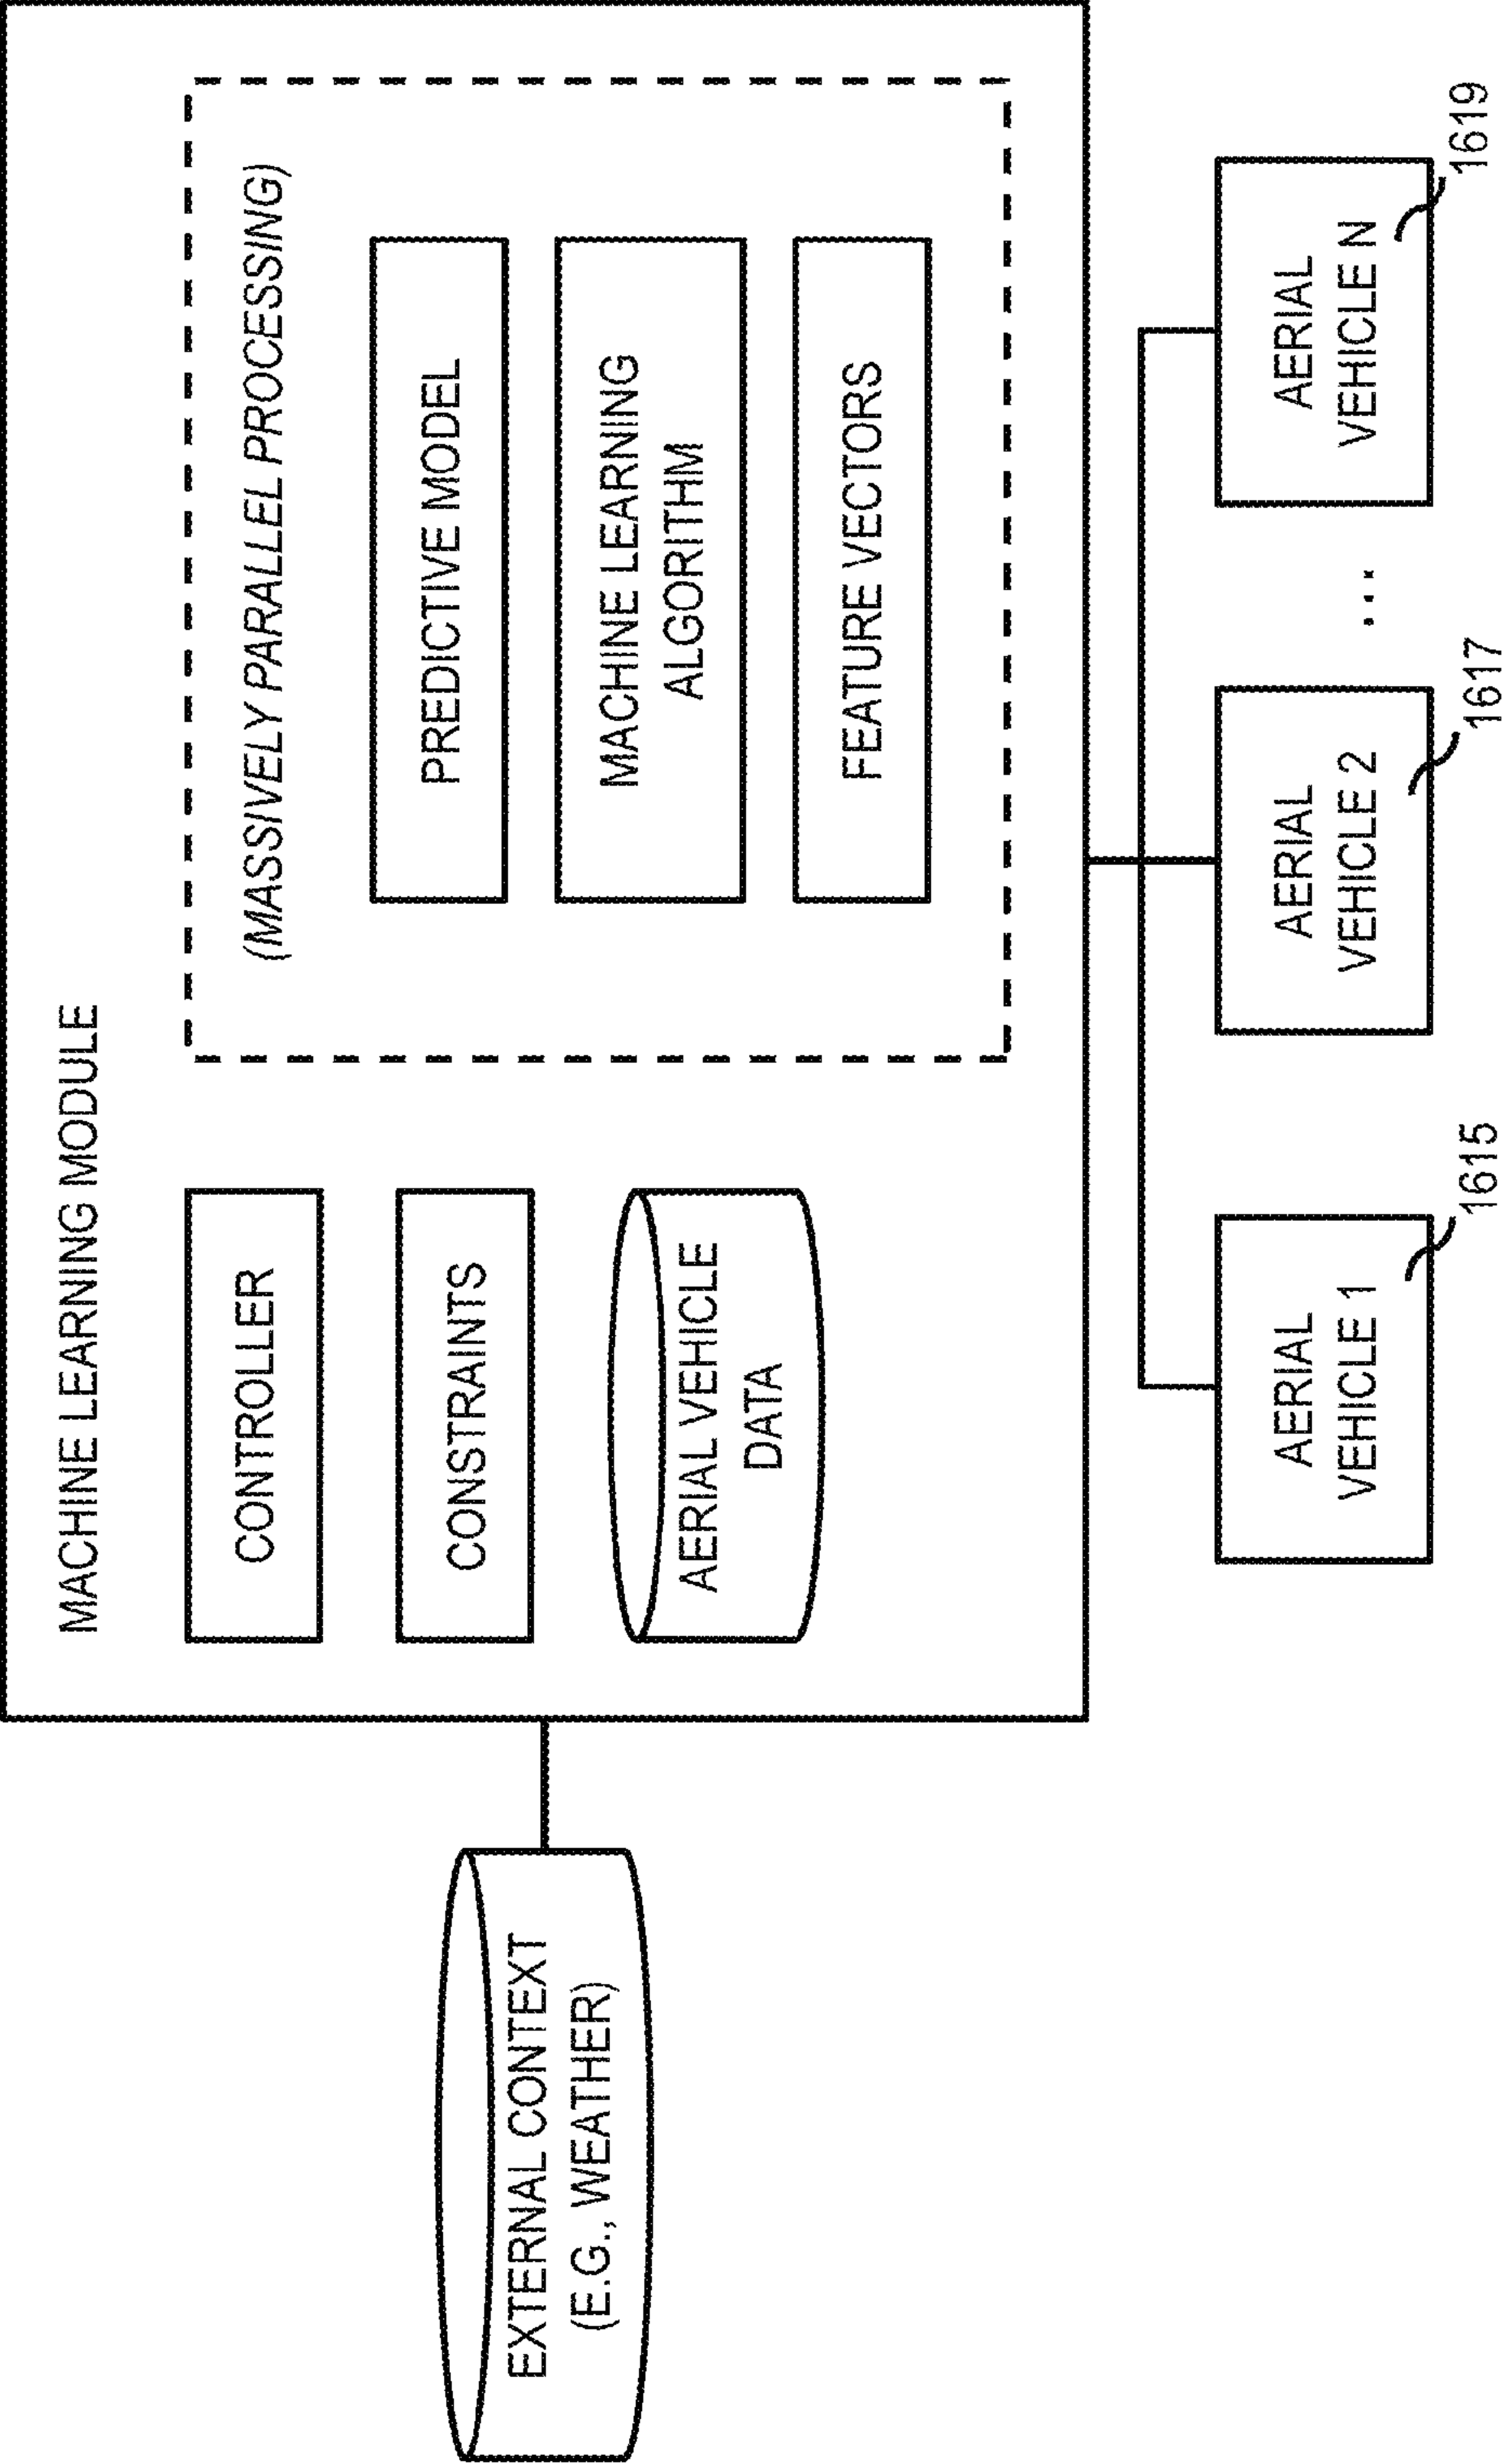 MACHINE LEARNING MODULE
EXTERNAL CONTEXT
(E.G., WEATHER)
CONTROLLER
CONSTRAINTS
AERIAL VEHICLE
DATA
(MASSIVELY PARALLEL PROCESSING)
PREDICTIVE MODEL
MACHINE LEARNING
ALGORITHM
FEATURE VECTORS
AERIAL
VEHICLE 1
1615
AERIAL
VEHICLE 2
1617
...
AERIAL
VEHICLE N
1619